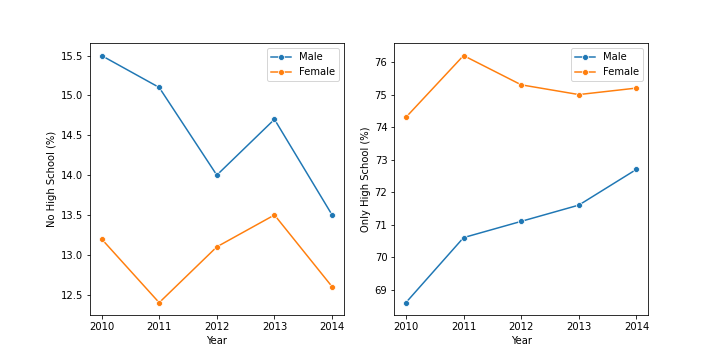 No High School (%)
15.5
15.0
14.5
14.0
13.5
13.0
12.5
2010 2011 2012 2013 2014
Year
Male
Female
Only High School (%)
76
75
74
73
72
71
70
69
2010 2011 2012 2013 2014
Year
Male
Female